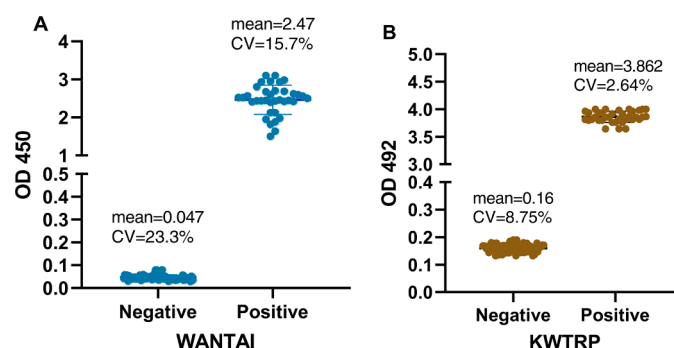 A
mean=2.47
CV=15.7%
4
3
2
1
0.5
0.4
0.3
0.2
0.1
0.0
OD 450
mean=0.047
CV=23.3%
Negative Positive
WANTAI
B
mean=3.862
CV=2.64%
5.0
4.5
4.0
3.5
3.0
0.4
0.3
0.2
0.1
0.0
OD 492
mean=0.16
CV=8.75%
Negative Positive
KWTRP